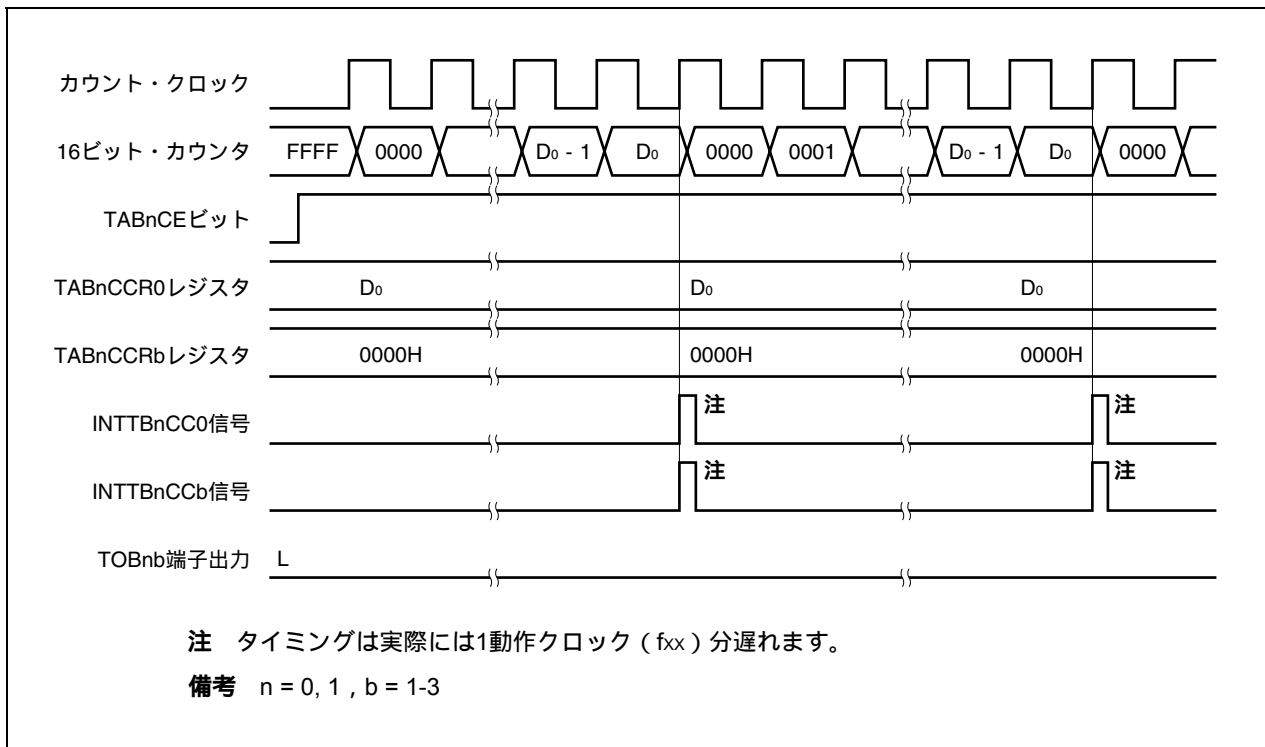 カウント・クロック
16ビット・カウンタ FFFF 0000 D0 - 1 D0 0000 0001 D0 - 1 D0 0000
TABnCEビット
TABnCCR0レジスタ D0 D0 D0
TABnCCRbレジスタ 0000H 0000H 0000H
INTTBnCC0信号 注 注
INTTBnCCb信号 注 注
TOBnb端子出力 L
注 タイミングは実際には1動作クロック（fxx）分遅れます。
備考 n = 0, 1，b = 1-3